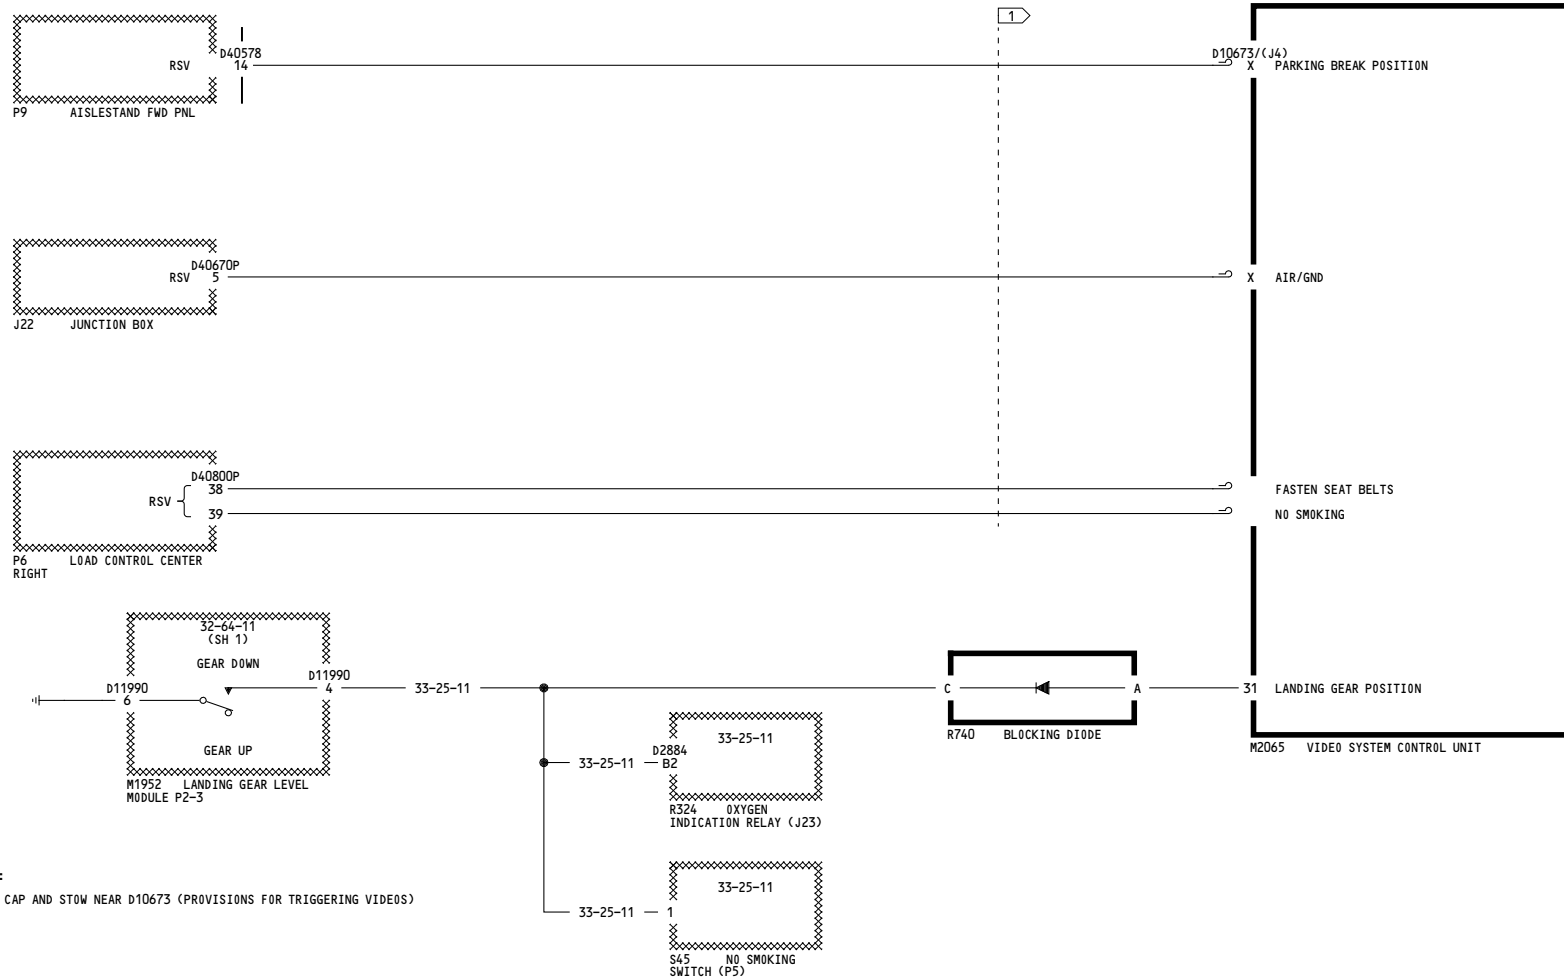 1
D40578
RSV 14
P9 AISLESTAND FWD PNL
D10673/(J4)
X PARKING BREAK POSITION
D40670P
RSV 5
J22 JUNCTION BOX
X AIR/GND
D40800P
RSV
38
39
P6 LOAD CONTROL CENTER
RIGHT
FASTEN SEAT BELTS
NO SMOKING
32-64-11
(SH 1)
GEAR DOWN
D11990
6
D11990
4
GEAR UP
M1952 LANDING GEAR LEVEL
MODULE P2-3
33-25-11
C
A
R740 BLOCKING DIODE
31 LANDING GEAR POSITION
M2065 VIDEO SYSTEM CONTROL UNIT
33-25-11
D2884
B2
33-25-11
R324 OXYGEN
INDICATION RELAY (J23)
33-25-11
1
33-25-11
S45 NO SMOKING
SWITCH (P5)
:
CAP AND STOW NEAR D10673 (PROVISIONS FOR TRIGGERING VIDEOS)